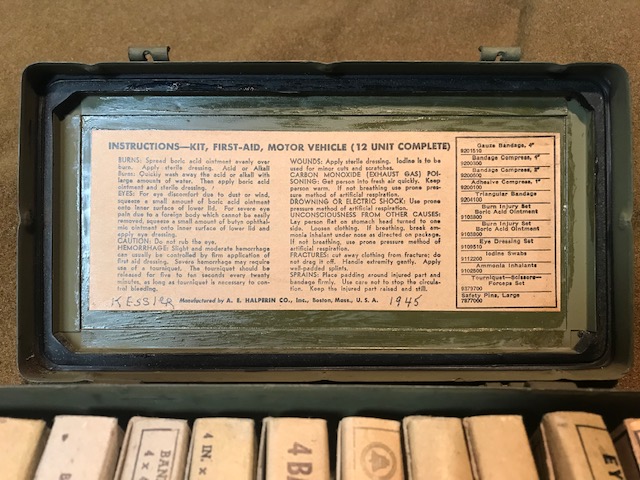 INSTRUCTIONS—KIT, FIRST-AID, MOTOR VEHICLE (12 UNIT COMPLETE)
BURNS: Spread boric acid ointment evenly over
burn. Apply sterile dressing. Acid or Alkali
Burns: Quickly wash away the acid or alkali with
large amounts of water. Then apply boric acid
ointment and sterile dressing.
EYES: For eye discomfort due to dust or wind,
squeeze a small amount of boric acid ointment
onto inner surface of lower lid. For severe eye
pain due to a foreign body which cannot be easily
removed, squeeze a small amount of butyn ophthal-
mic ointment onto inner surface of lower lid and
apply eye dressing.
CAUTION: Do not rub the eye.
HEMORRHAGE: Slight and moderate hemorrhage
can usually be controlled by firm application of
first aid dressing. Severe hemorrhage may require
use of a tourniquet. The tourniquet should be
released for five to ten seconds every twenty
minutes, as long as tourniquet is necessary to con-
trol bleeding.
WOUNDS: Apply sterile dressing. Iodine is to be
used for minor cuts and scratches.
CARBON MONOXIDE (EXHAUST GAS) POI-
SONING: Get person into fresh air quickly. Keep
person warm. If not breathing use prone pres-
sure method of artificial respiration.
DROWNING OR ELECTRIC SHOCK: Use prone
pressure method of artificial respiration.
UNCONSCIOUSNESS FROM OTHER CAUSES:
Lay person flat on stomach head turned to one
side. Loosen clothing. If breathing, break am-
monia inhalant under nose as directed on package.
If not breathing, use prone pressure method of
artificial respiration.
FRACTURES: cut away clothing from fracture; do
not drag it off. Handle extremely gently. Apply
well-padded splints.
SPRAINS: Place padding around injured part and
bandage firmly. Use care not to stop the circula-
tion. Keep the injured part raised and still.
Gauze Bandage, 4"
9201510
Bandage Compress, 4"
9200300
Bandage Compress, 2"
Adhesive Compress, 1"
9200100
Triangular Bandage
9204100
Burn Injury Set
Boric Acid Ointment
9105800
Burn Injury Set
Boric Acid Ointment
9105800
Eye Dressing Set
9109510
Iodine Swabs
9112200
Ammonia Inhalants
9102500
Tourniquet—Scissors—
Forceps Set
9373700
Safety Pins, Large
7877060
KESSLER Manufactured by A. E. HALPERIN CO., Inc., Boston, Mass., U. S. A. 1945
B
BAN
4 ×
4 IN. ×
4 BA
EY